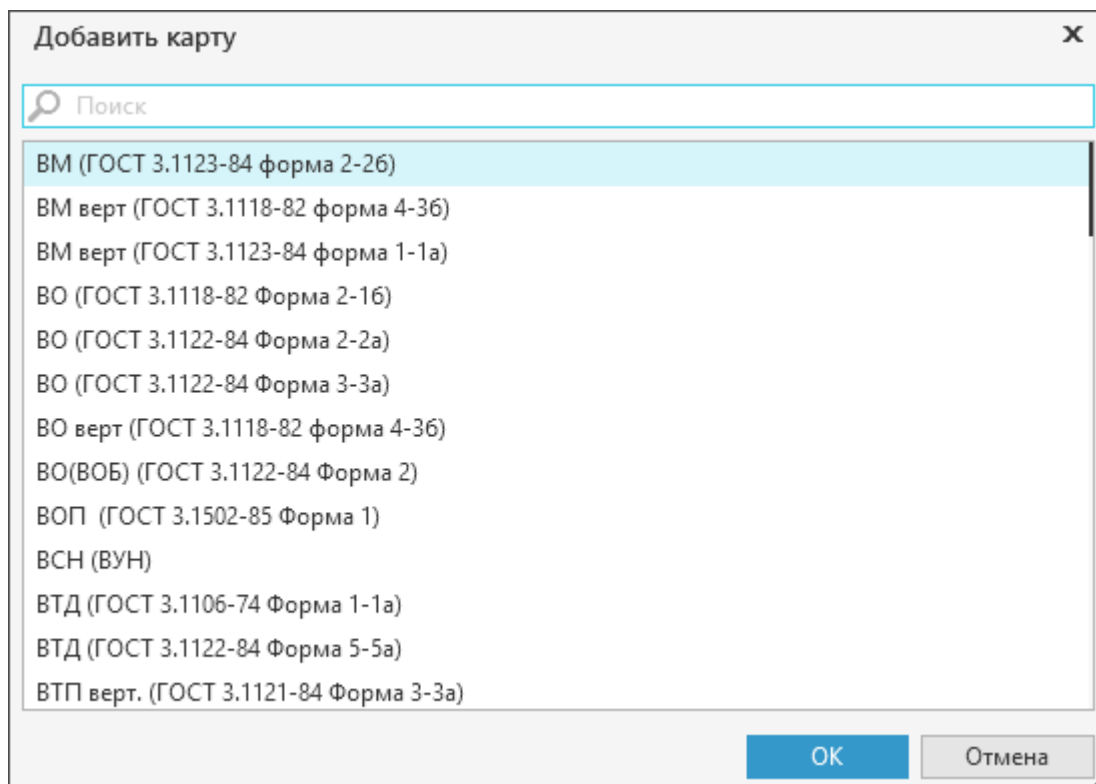 Добавить карту
x
Поиск
ВМ (ГОСТ 3.1123-84 форма 2-2б)
ВМ верт (ГОСТ 3.1118-82 форма 4-3б)
ВМ верт (ГОСТ 3.1123-84 форма 1-1а)
ВО (ГОСТ 3.1118-82 Форма 2-1б)
ВО (ГОСТ 3.1122-84 Форма 2-2а)
ВО (ГОСТ 3.1122-84 Форма 3-3а)
ВО верт (ГОСТ 3.1118-82 форма 4-3б)
ВО(ВОБ) (ГОСТ 3.1122-84 Форма 2)
ВОП  (ГОСТ 3.1502-85 Форма 1)
ВСН (ВУН)
ВТД (ГОСТ 3.1106-74 Форма 1-1а)
ВТД (ГОСТ 3.1122-84 Форма 5-5а)
ВТП верт. (ГОСТ 3.1121-84 Форма 3-3а)
ОК Отмена